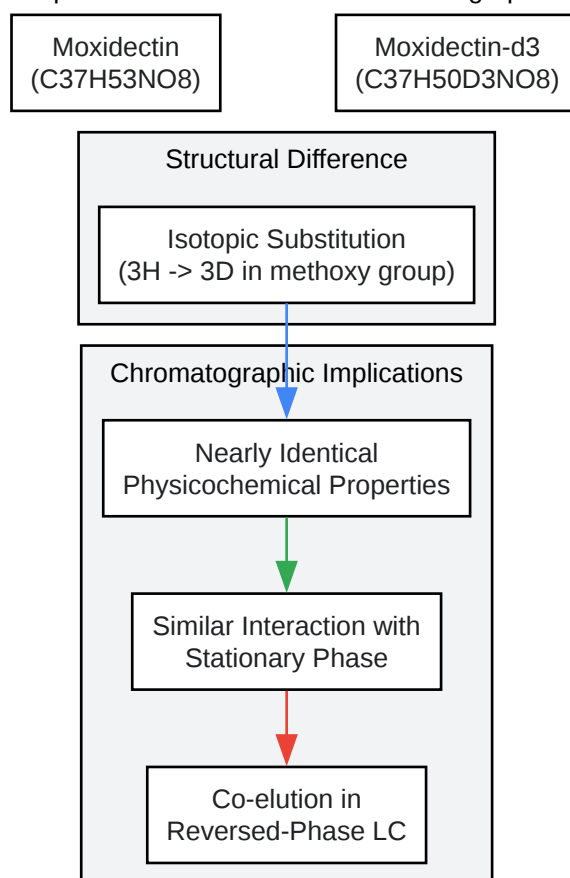 Moxidectin
(C37H53NO8)
Moxidectin-d3
(C37H50D3NO8)
Structural Difference
Isotopic Substitution
(3H -> 3D in methoxy group)
Chromatographic Implications
Nearly Identical
Physicochemical Properties
Similar Interaction with
Stationary Phase
Co-elution in
Reversed-Phase LC